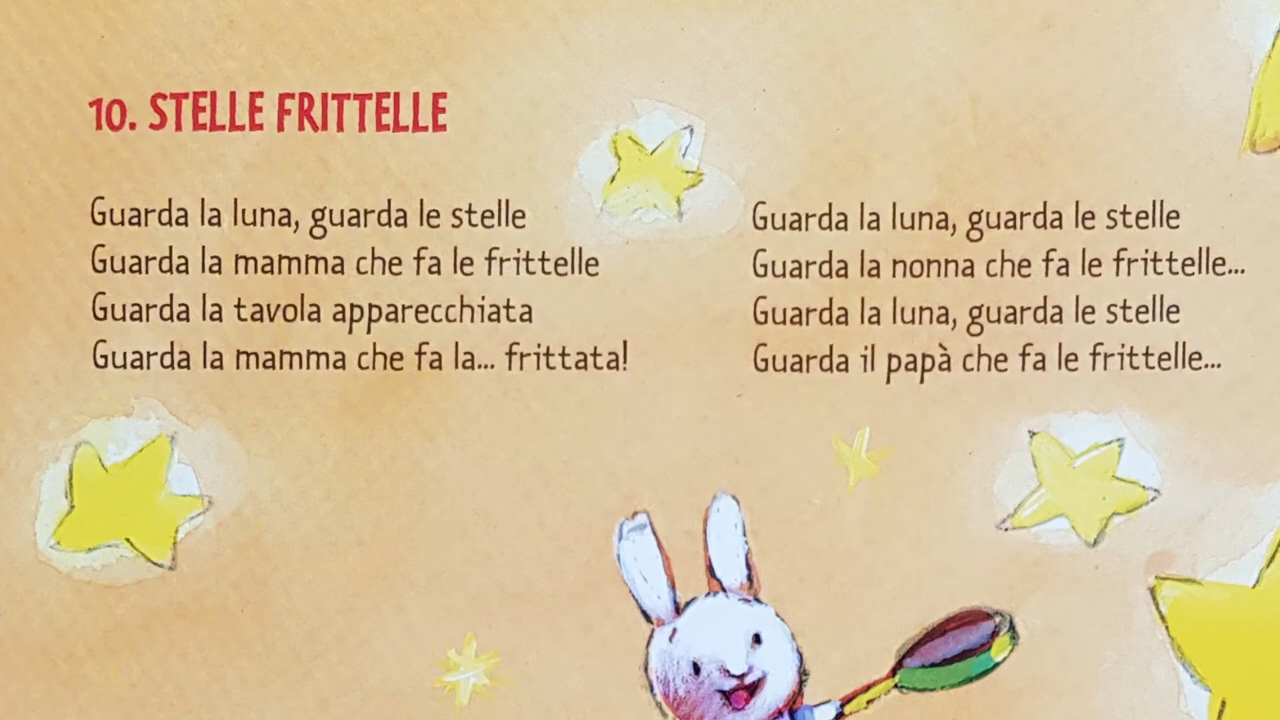 10. STELLE FRITTELLE
Guarda la luna, guarda le stelle
Guarda la mamma che fa le frittelle
Guarda la tavola apparecchiata
Guarda la mamma che fa la... frittata!
Guarda la luna, guarda le stelle
Guarda la nonna che fa le frittelle...
Guarda la luna, guarda le stelle
Guarda il papà che fa le frittelle...